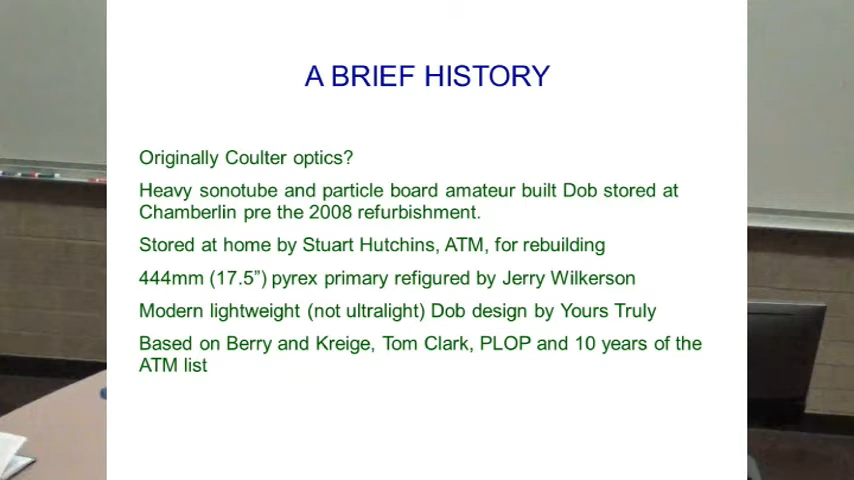 A BRIEF HISTORY
Originally Coulter optics?
Heavy sonotube and particle board amateur built Dob stored at
Chamberlin pre the 2008 refurbishment.
Stored at home by Stuart Hutchins, ATM, for rebuilding
444mm (17.5”) pyrex primary refigured by Jerry Wilkerson
Modern lightweight (not ultralight) Dob design by Yours Truly
Based on Berry and Kreige, Tom Clark, PLOP and 10 years of the
ATM list